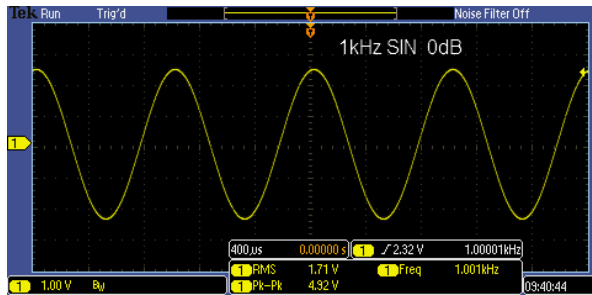 Tek Run Trig'd Noise Filter Off
T
T
1kHz SIN 0dB
1
400µs 0.00000 s 1 2.32 V 1.00001kHz
1 RMS 1.71 V 1 Freq 1.001kHz
1 1.00 V BW 1 Pk-Pk 4.92 V 09:40:44